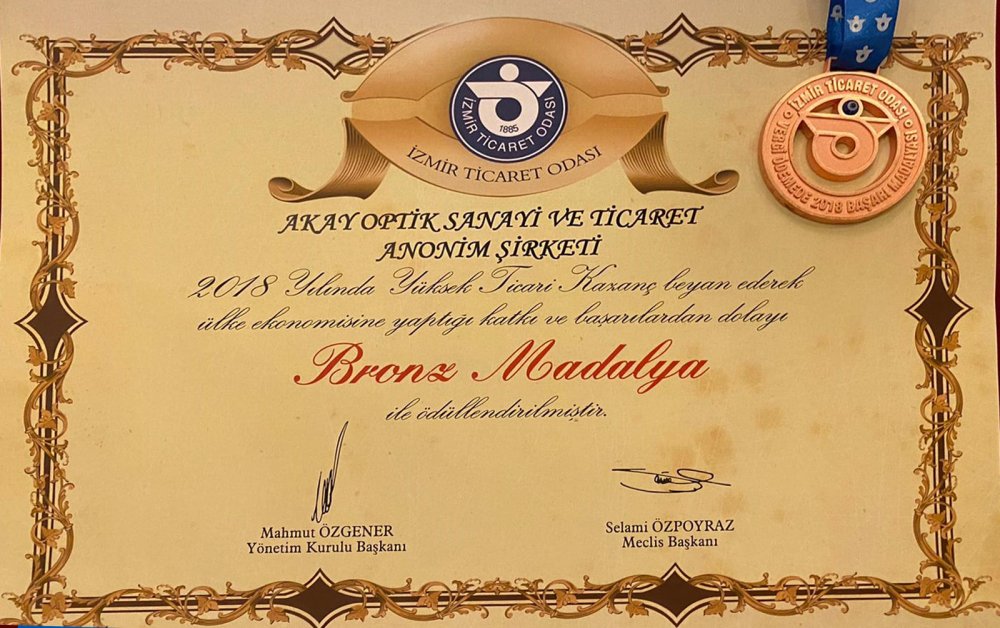 İZMİR TİCARET ODASI
1885
İZMİR TİCARET ODASI
İZMİR TİCARET ODASI
VERGİ ÖDEMEDE 2018 BAŞARI MADALYASI
AKAY OPTİK SANAYİ VE TİCARET
ANONİM ŞİRKETİ
2018 Yılında Yüksek Ticari Kazanç beyan ederek
ülke ekonomisine yaptığı katkı ve başarılardan dolayı
Bronz Madalya
ile ödüllendirilmiştir.
Mahmut ÖZGENER
Yönetim Kurulu Başkanı
Selami ÖZPOYRAZ
Meclis Başkanı